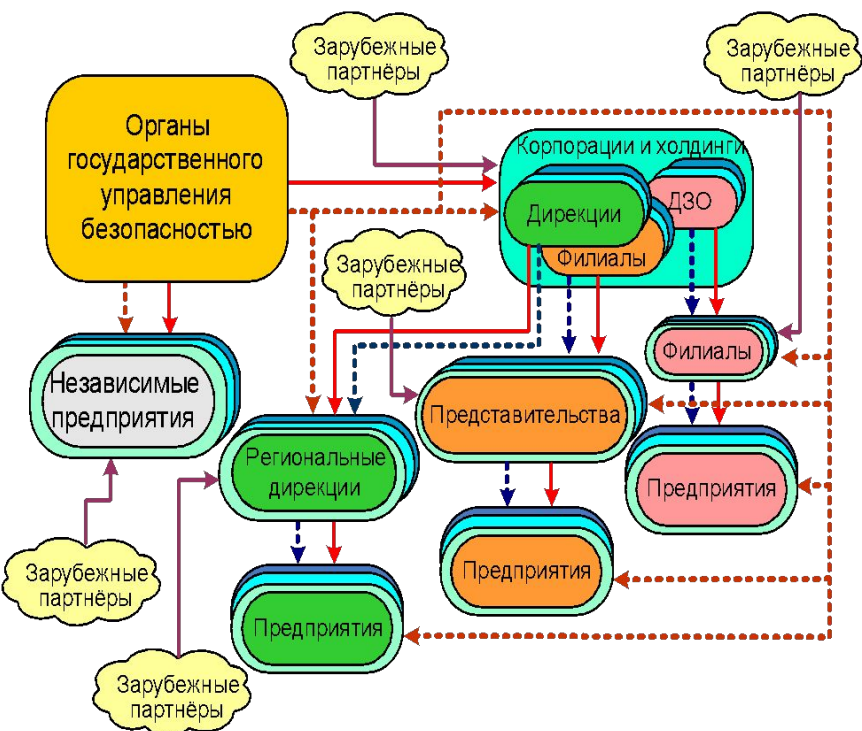 Зарубежные
партнёры
Зарубежные
партнёры
Органы
государственного
управления
безопасностью
Корпорации и холдинги
ДЗО
Дирекции
Филиалы
Зарубежные
партнёры
Филиалы
Независимые
предприятия
Представительства
Региональные
дирекции
Предприятия
Предприятия
Зарубежные
партнёры
Предприятия
Зарубежные
партнёры